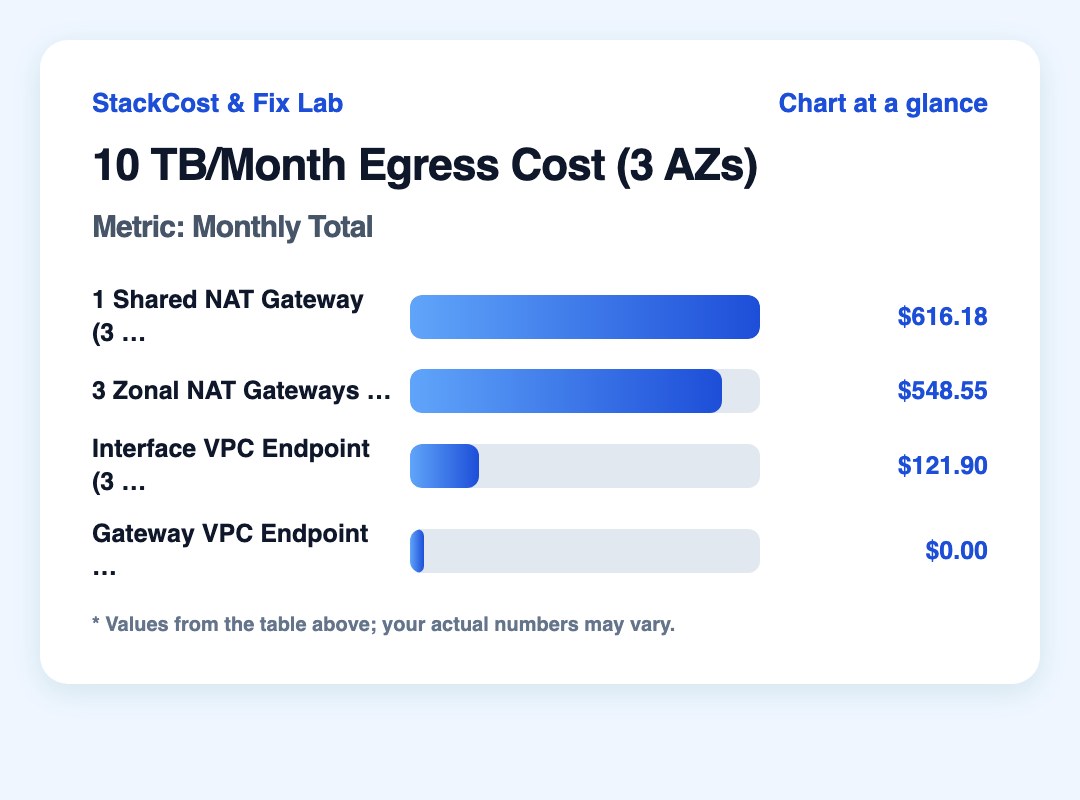 StackCost & Fix Lab
Chart at a glance
10 TB/Month Egress Cost (3 AZs)
Metric: Monthly Total
1 Shared NAT Gateway
(3 ...
$616.18
3 Zonal NAT Gateways ...
$548.55
Interface VPC Endpoint
(3 ...
$121.90
Gateway VPC Endpoint
...
$0.00
* Values from the table above; your actual numbers may vary.